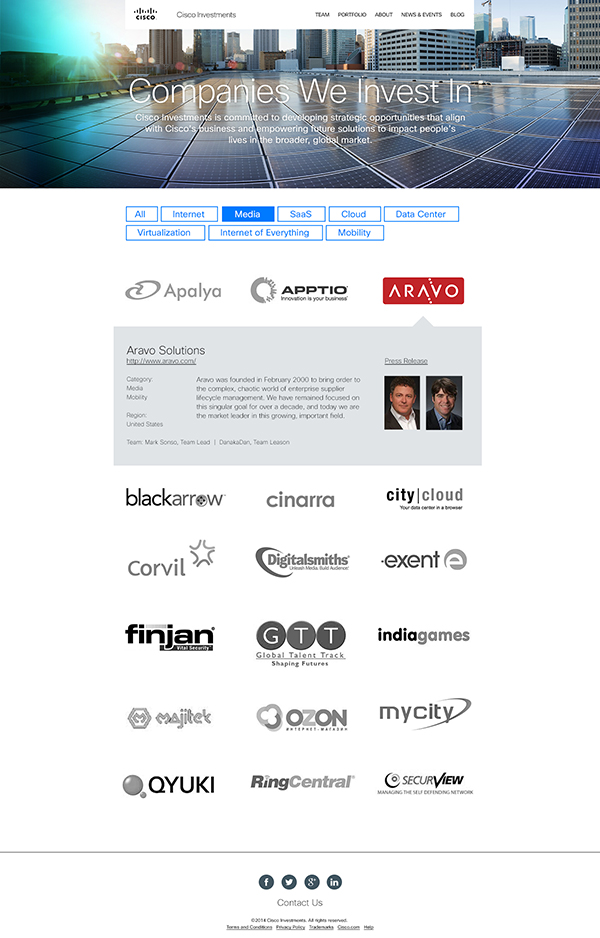 CISCO
Cisco Investments
TEAM PORTFOLIO ABOUT NEWS & EVENTS BLOG
Companies We Invest In
Cisco Investments is committed to developing strategic opportunities that align
with Cisco's business and empowering future solutions to impact people's
lives in the broader, global market.
All Internet Media SaaS Cloud Data Center
Virtualization Internet of Everything Mobility
Apalya
APPTIO
Innovation is your business
ARAVO
Aravo Solutions
http://www.aravo.com/
Press Release
Category:
Media
Mobility
Region:
United States
Aravo was founded in February 2000 to bring order to
the complex, chaotic world of enterprise supplier
lifecycle management. We have remained focused on
this singular goal for over a decade, and today we are
the market leader in this growing, important field.
Team: Mark Sonso, Team Lead | DanakaDan, Team Leason
blackarrow
cinarra
city|cloud
Your data center in a browser
Corvil
Digitalsmiths®
Unleash Media. Build Audience.
exent e
finjan®
Vital Security
GTT
Global Talent Track
Shaping Futures
indiagames
majitek
OZON
ИНТЕРНЕТ-МАГАЗИН
mycity
QYUKI
RingCentral®
SECURVIEW
MANAGING THE SELF DEFENDING NETWORK
f g+ in
Contact Us
©2014 Cisco Investments. All rights reserved.
Terms and Conditions Privacy Policy Trademarks Cisco.com Help